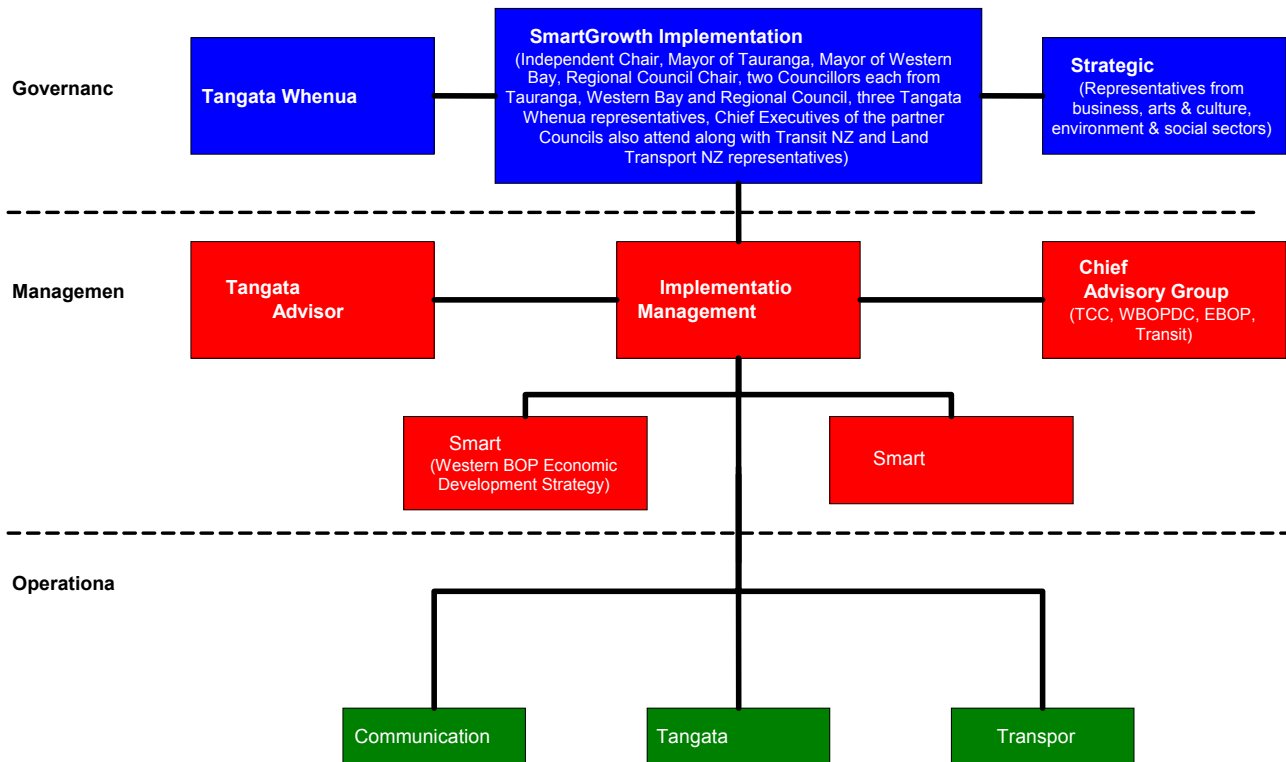 Governanc
Tangata Whenua
SmartGrowth Implementation
(Independent Chair, Mayor of Tauranga, Mayor of Western
Bay, Regional Council Chair, two Councillors each from
Tauranga, Western Bay and Regional Council, three Tangata
Whenua representatives, Chief Executives of the partner
Councils also attend along with Transit NZ and Land
Transport NZ representatives)
Strategic
(Representatives from
business, arts & culture,
environment & social sectors)
Managemen
Tangata
Advisor
Implementatio
Management
Chief
Advisory Group
(TCC, WBOPDC, EBOP,
Transit)
Smart
(Western BOP Economic
Development Strategy)
Smart
Operationa
Communication
Tangata
Transpor